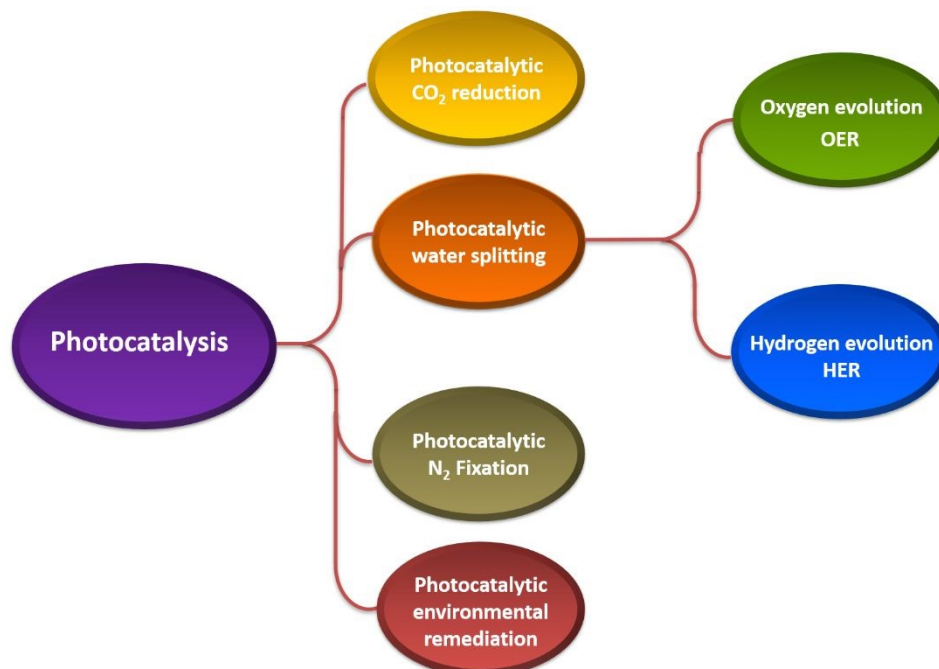 Photocatalysis
Photocatalytic
CO₂ reduction
Photocatalytic
water splitting
Photocatalytic
N₂ Fixation
Photocatalytic
environmental
remediation
Oxygen evolution
OER
Hydrogen evolution
HER